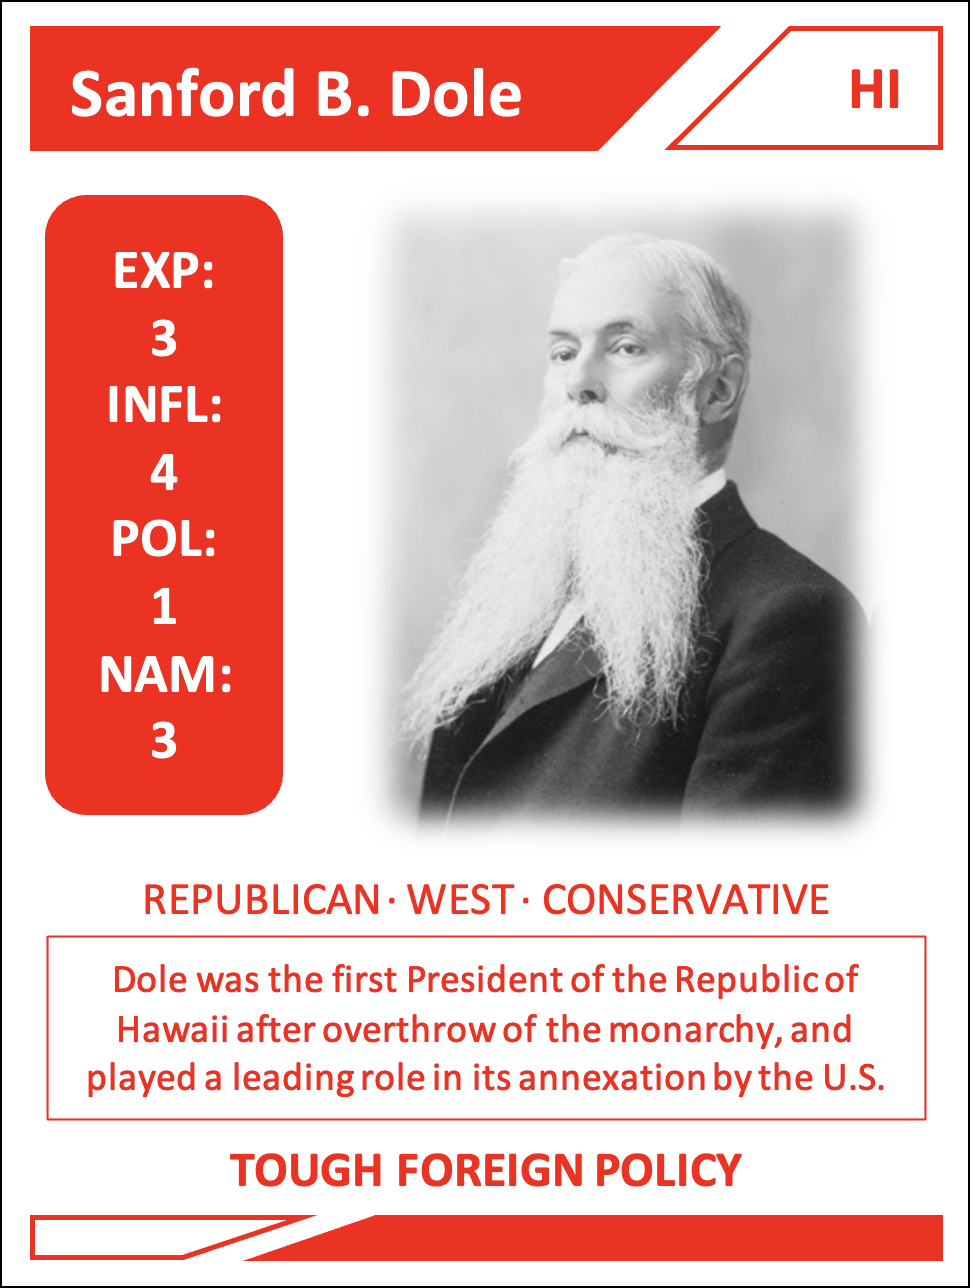 Sanford B. Dole
HI
EXP:
3
INFL:
4
POL:
1
NAM:
3
REPUBLICAN · WEST · CONSERVATIVE
Dole was the first President of the Republic of
Hawaii after overthrow of the monarchy, and
played a leading role in its annexation by the U.S.
TOUGH FOREIGN POLICY